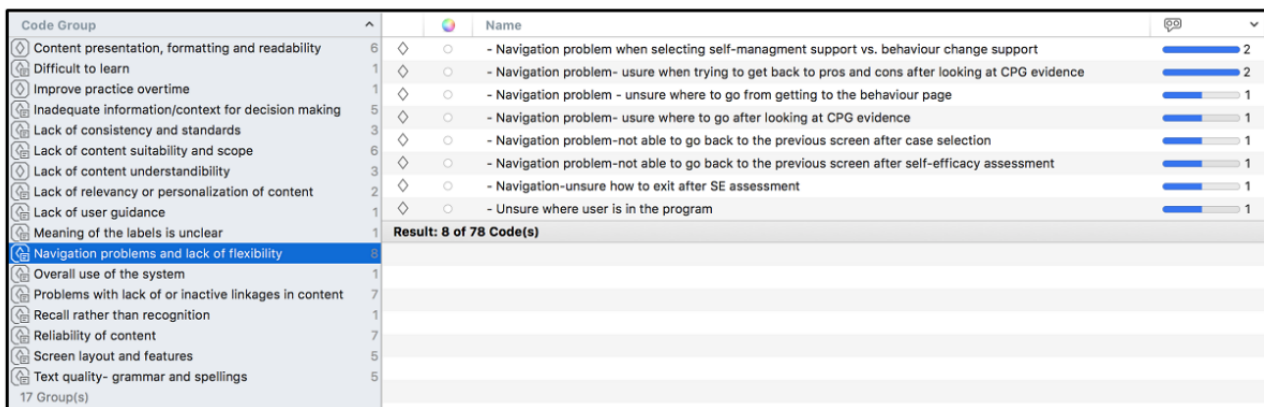 Code Group
Content presentation, formatting and readability 6
Difficult to learn 1
Improve practice overtime 1
Inadequate information/context for decision making 5
Lack of consistency and standards 3
Lack of content suitability and scope 6
Lack of content understandibility 3
Lack of relevancy or personalization of content 2
Lack of user guidance 1
Meaning of the labels is unclear 1
Navigation problems and lack of flexibility 8
Overall use of the system 1
Problems with lack of or inactive linkages in content 7
Recall rather than recognition 1
Reliability of content 7
Screen layout and features 5
Text quality- grammar and spellings 5
17 Group(s)
Name
- Navigation problem when selecting self-managment support vs. behaviour change support 2
- Navigation problem- usure when trying to get back to pros and cons after looking at CPG evidence 2
- Navigation problem - unsure where to go from getting to the behaviour page 1
- Navigation problem- usure where to go after looking at CPG evidence 1
- Navigation problem-not able to go back to the previous screen after case selection 1
- Navigation problem-not able to go back to the previous screen after self-efficacy assessment 1
- Navigation-unsure how to exit after SE assessment 1
- Unsure where user is in the program 1
Result: 8 of 78 Code(s)